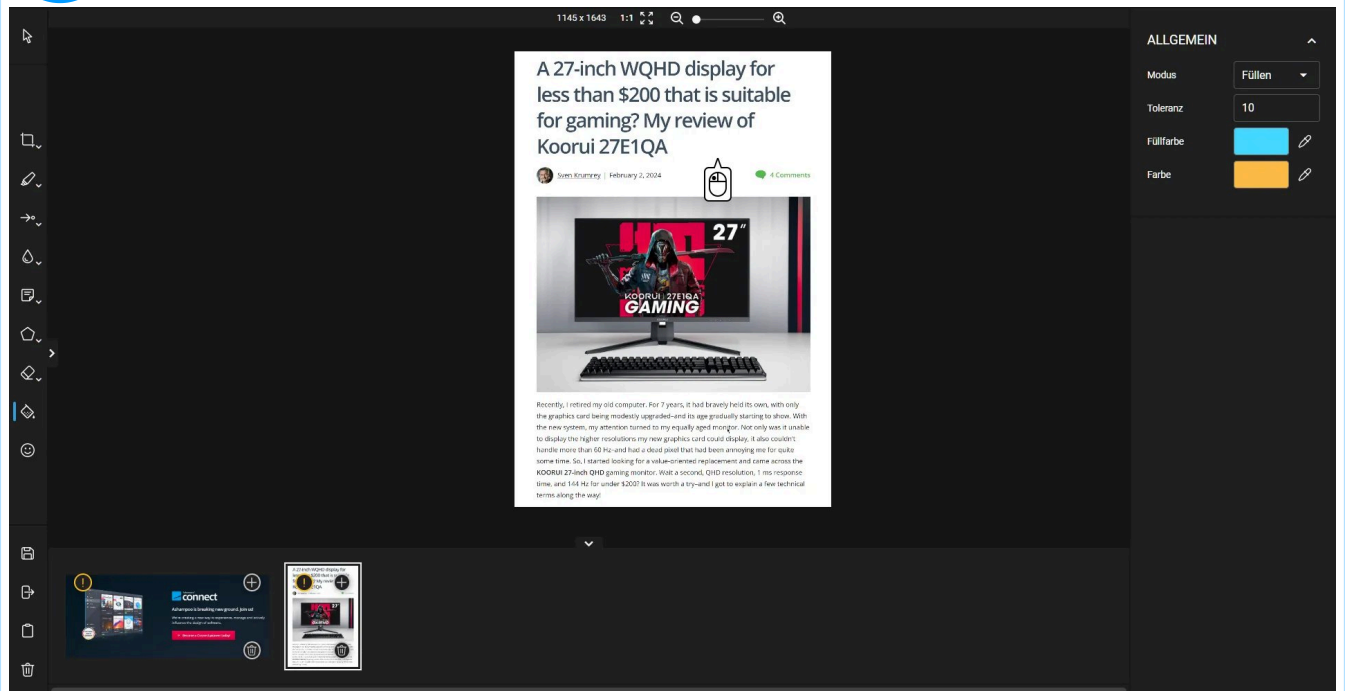 1145 x 1643 1:1
ALLGEMEIN
Modus Füllen
Toleranz 10
Füllfarbe
Farbe
A 27-inch WQHD display for
less than $200 that is suitable
for gaming? My review of
Koorui 27E1QA
Sven Krumrey | February 2, 2024 4 Comments
27"
KOORUI 27E1QA
GAMING
Recently, I retired my old computer. For 7 years, it had bravely held its own, with only
the graphics card being modestly upgraded–and its age gradually starting to show. With
the new system, my attention turned to my equally aged monitor. Not only was it unable
to display the higher resolutions my new graphics card could display, it also couldn't
handle more than 60 Hz–and had a dead pixel that had been annoying me for quite
some time. So, I started looking for a value-oriented replacement and came across the
KOORUI 27-inch QHD gaming monitor. Wait a second, QHD resolution, 1 ms response
time, and 144 Hz for under $200? It was worth a try–and I got to explain a few technical
terms along the way!
connect
Ashampoo is breaking new ground. Join us!